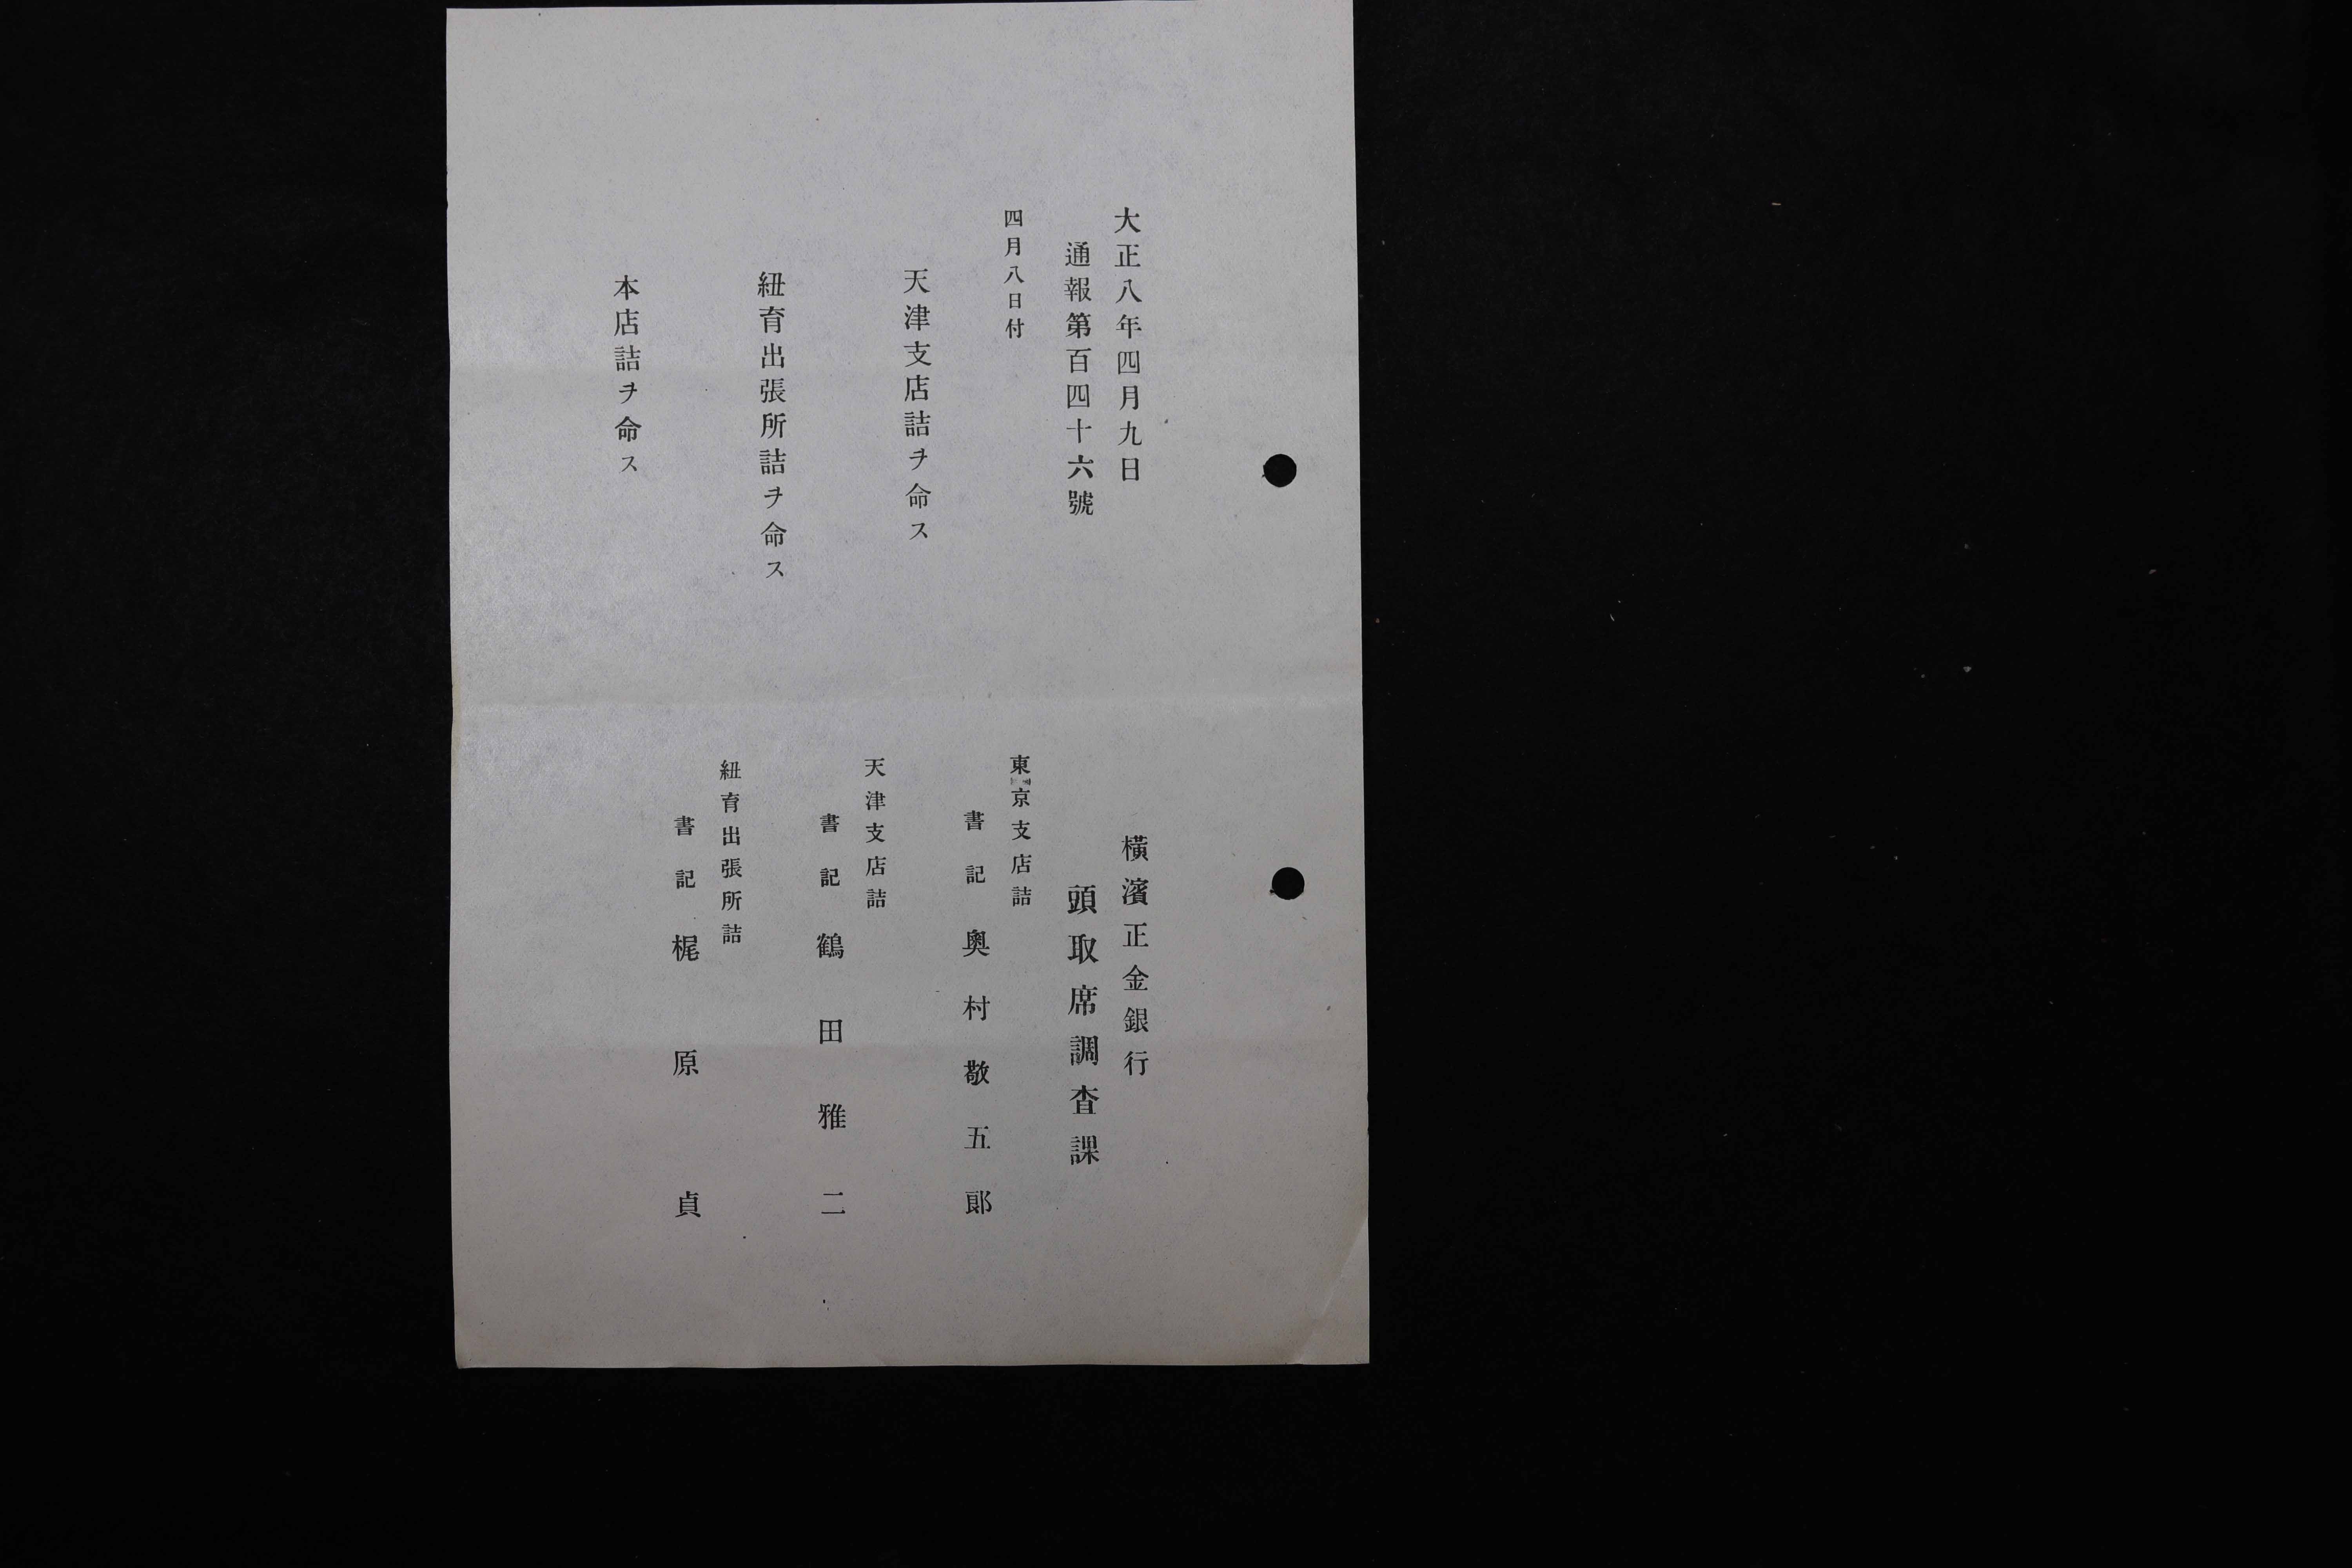 大正八年四月九日
橫濱正金銀行
通報第百四十六號
頭取席調査課
四月八日付
東京支店詰
書記 奧村敬五郞
天津支店詰ヲ命ス
天津支店詰
書記 鶴田雅二
紐育出張所詰ヲ命ス
紐育出張所詰
書記 梶原貞
本店詰ヲ命ス